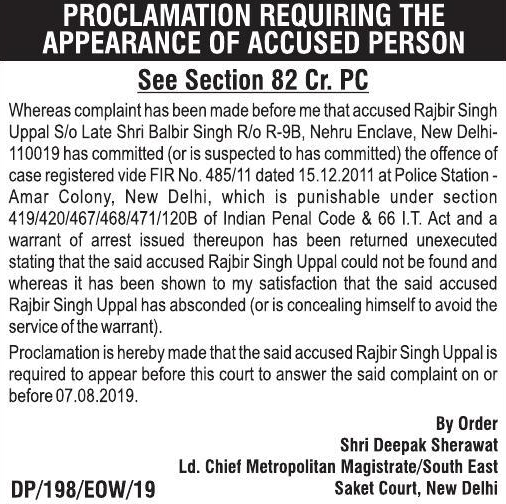 PROCLAMATION REQUIRING THE
APPEARANCE OF ACCUSED PERSON
See Section 82 Cr. PC
Whereas complaint has been made before me that accused Rajbir Singh
Uppal S/o Late Shri Balbir Singh R/o R-9B, Nehru Enclave, New Delhi-
110019 has committed (or is suspected to has committed) the offence of
case registered vide FIR No. 485/11 dated 15.12.2011 at Police Station -
Amar Colony, New Delhi, which is punishable under section
419/420/467/468/471/120B of Indian Penal Code & 66 I.T. Act and a
warrant of arrest issued thereupon has been returned unexecuted
stating that the said accused Rajbir Singh Uppal could not be found and
whereas it has been shown to my satisfaction that the said accused
Rajbir Singh Uppal has absconded (or is concealing himself to avoid the
service of the warrant).
Proclamation is hereby made that the said accused Rajbir Singh Uppal is
required to appear before this court to answer the said complaint on or
before 07.08.2019.
By Order
Shri Deepak Sherawat
Ld. Chief Metropolitan Magistrate/South East
DP/198/EOW/19 Saket Court, New Delhi